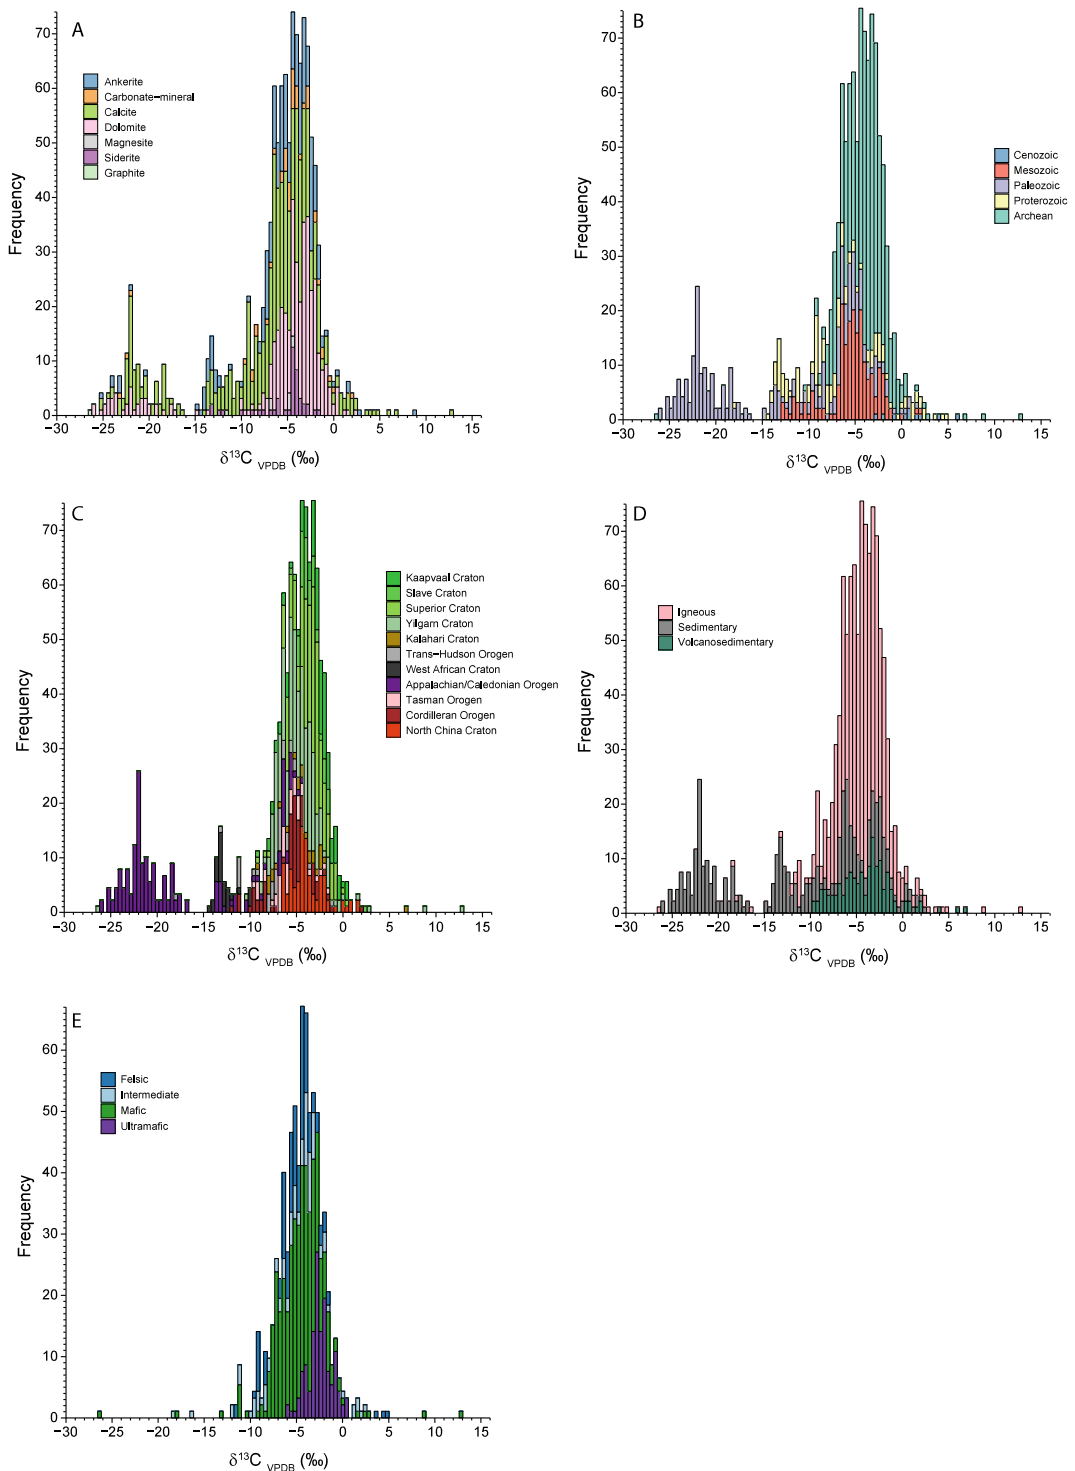 A
Ankerite
Carbonate-mineral
Calcite
Dolomite
Magnesite
Siderite
Graphite
Frequency
70
60
50
40
30
20
10
0
−30 −25 −20 −15 −10 −5 0 5 10 15
δ¹³C VPDB (‰)
B
Cenozoic
Mesozoic
Paleozoic
Proterozoic
Archean
Frequency
70
60
50
40
30
20
10
0
−30 −25 −20 −15 −10 −5 0 5 10 15
δ¹³C VPDB (‰)
C
Kaapvaal Craton
Slave Craton
Superior Craton
Yilgarn Craton
Kalahari Craton
Trans−Hudson Orogen
West African Craton
Appalachian/Caledonian Orogen
Tasman Orogen
Cordilleran Orogen
North China Craton
Frequency
70
60
50
40
30
20
10
0
−30 −25 −20 −15 −10 −5 0 5 10 15
δ¹³C VPDB (‰)
D
Igneous
Sedimentary
Volcanosedimentary
Frequency
70
60
50
40
30
20
10
0
−30 −25 −20 −15 −10 −5 0 5 10 15
δ¹³C VPDB (‰)
E
Felsic
Intermediate
Mafic
Ultramafic
Frequency
60
50
40
30
20
10
0
−30 −25 −20 −15 −10 −5 0 5 10 15
δ¹³C VPDB (‰)